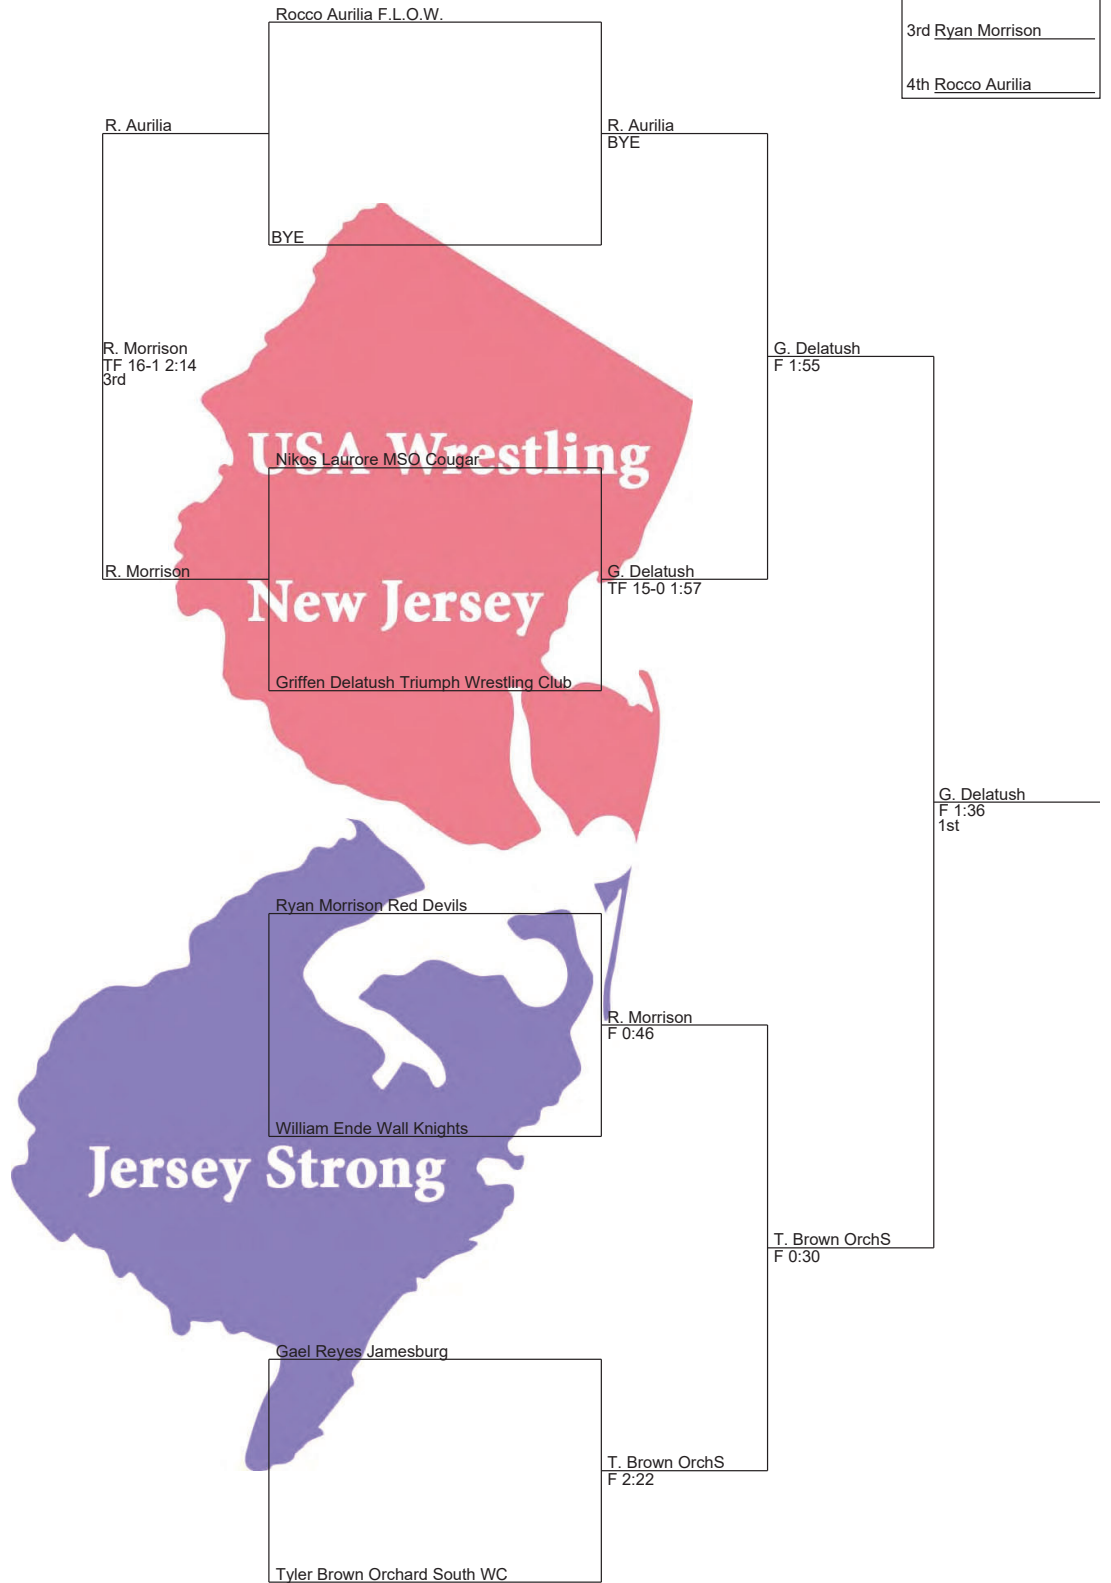 Rocco Aurilia F.L.O.W.
3rd Ryan Morrison
4th Rocco Aurilia
R. Aurilia
R. Aurilia
BYE
BYE
R. Morrison
TF 16-1 2:14
3rd
G. Delatush
F 1:55
USA Wrestling
Nikos Laurore MSO Cougar
R. Morrison
G. Delatush
TF 15-0 1:57
New Jersey
Griffen Delatush Triumph Wrestling Club
G. Delatush
F 1:36
1st
Ryan Morrison Red Devils
R. Morrison
F 0:46
William Ende Wall Knights
Jersey Strong
T. Brown OrchS
F 0:30
Gael Reyes Jamesburg
T. Brown OrchS
F 2:22
Tyler Brown Orchard South WC